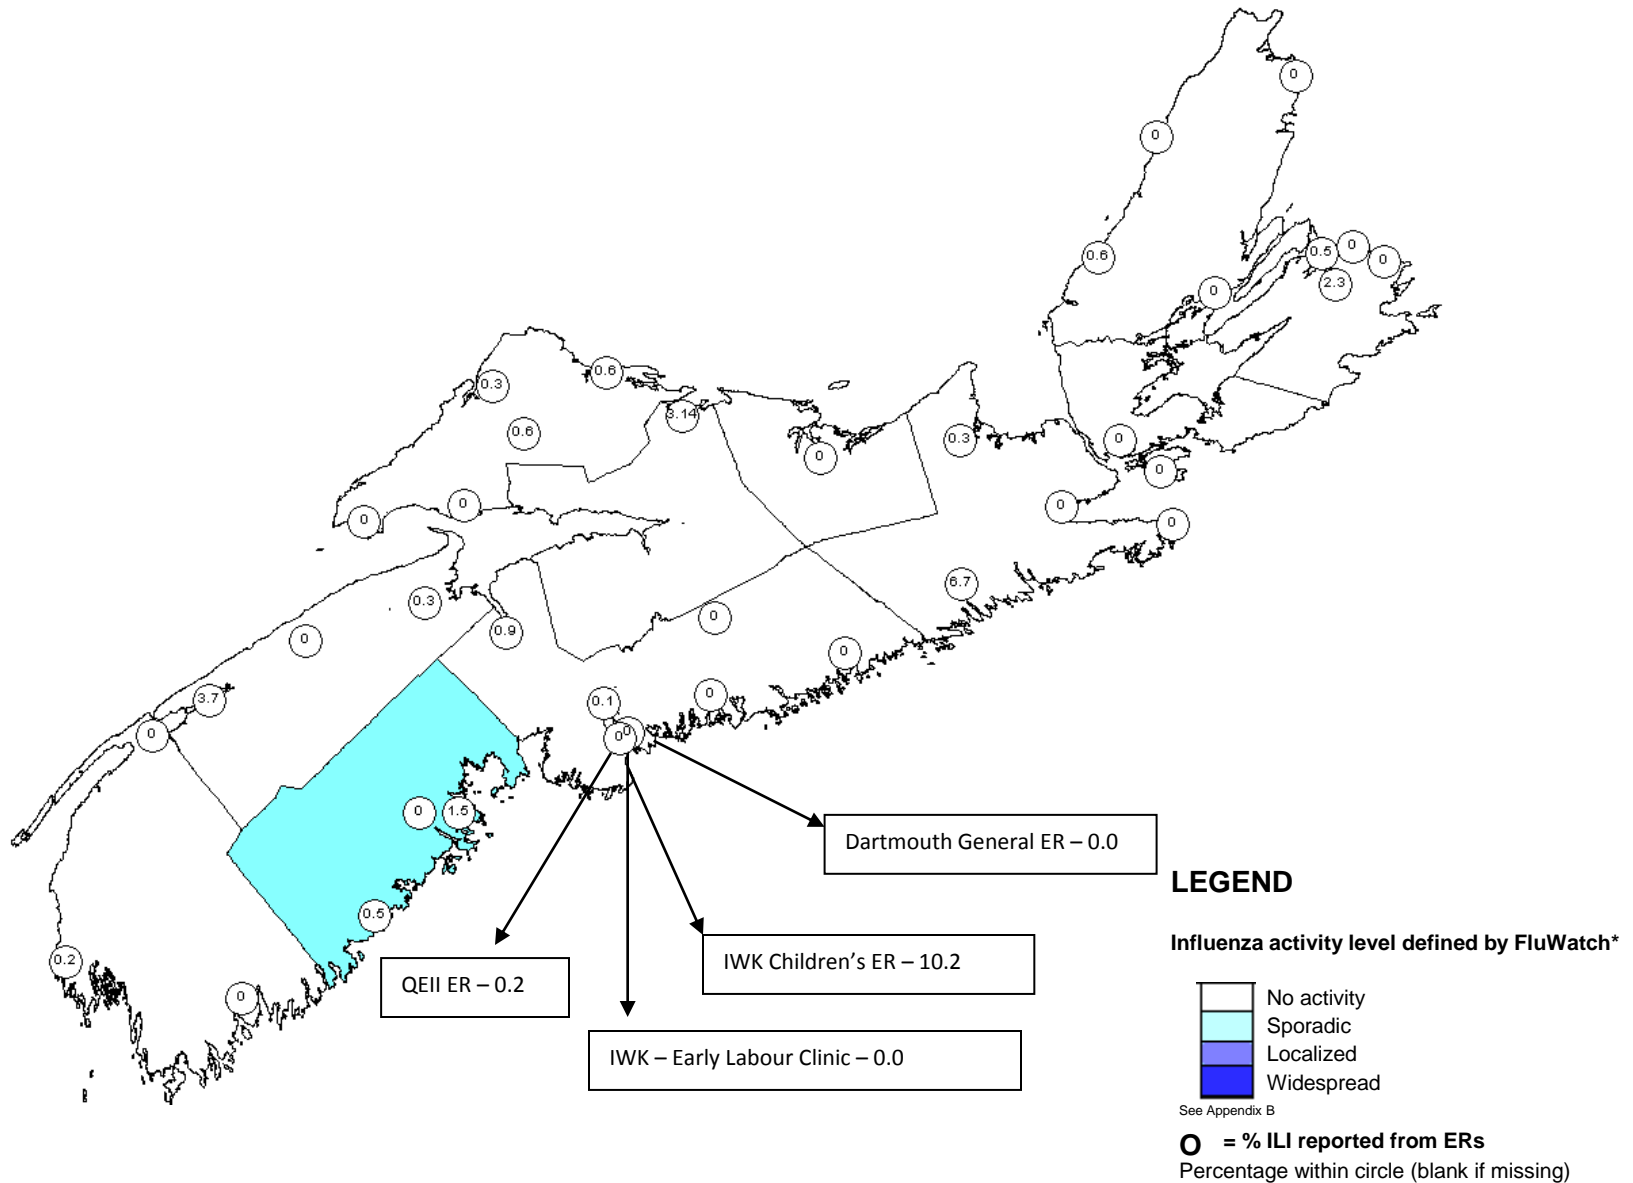 0
0
0.6
0.5
0
0
2.3
0
0.3
0.6
3.14
0.6
0
0.3
0
0
0
0
0
0
6.7
0.3
0
0.9
0
0
3.7
0
0.1
0
0
0
0
1.5
0.5
0.2
0
Dartmouth General ER – 0.0
IWK Children's ER – 10.2
QEII ER – 0.2
IWK – Early Labour Clinic – 0.0
LEGEND
Influenza activity level defined by FluWatch*
No activity
Sporadic
Localized
Widespread
See Appendix B
O = % ILI reported from ERs
Percentage within circle (blank if missing)